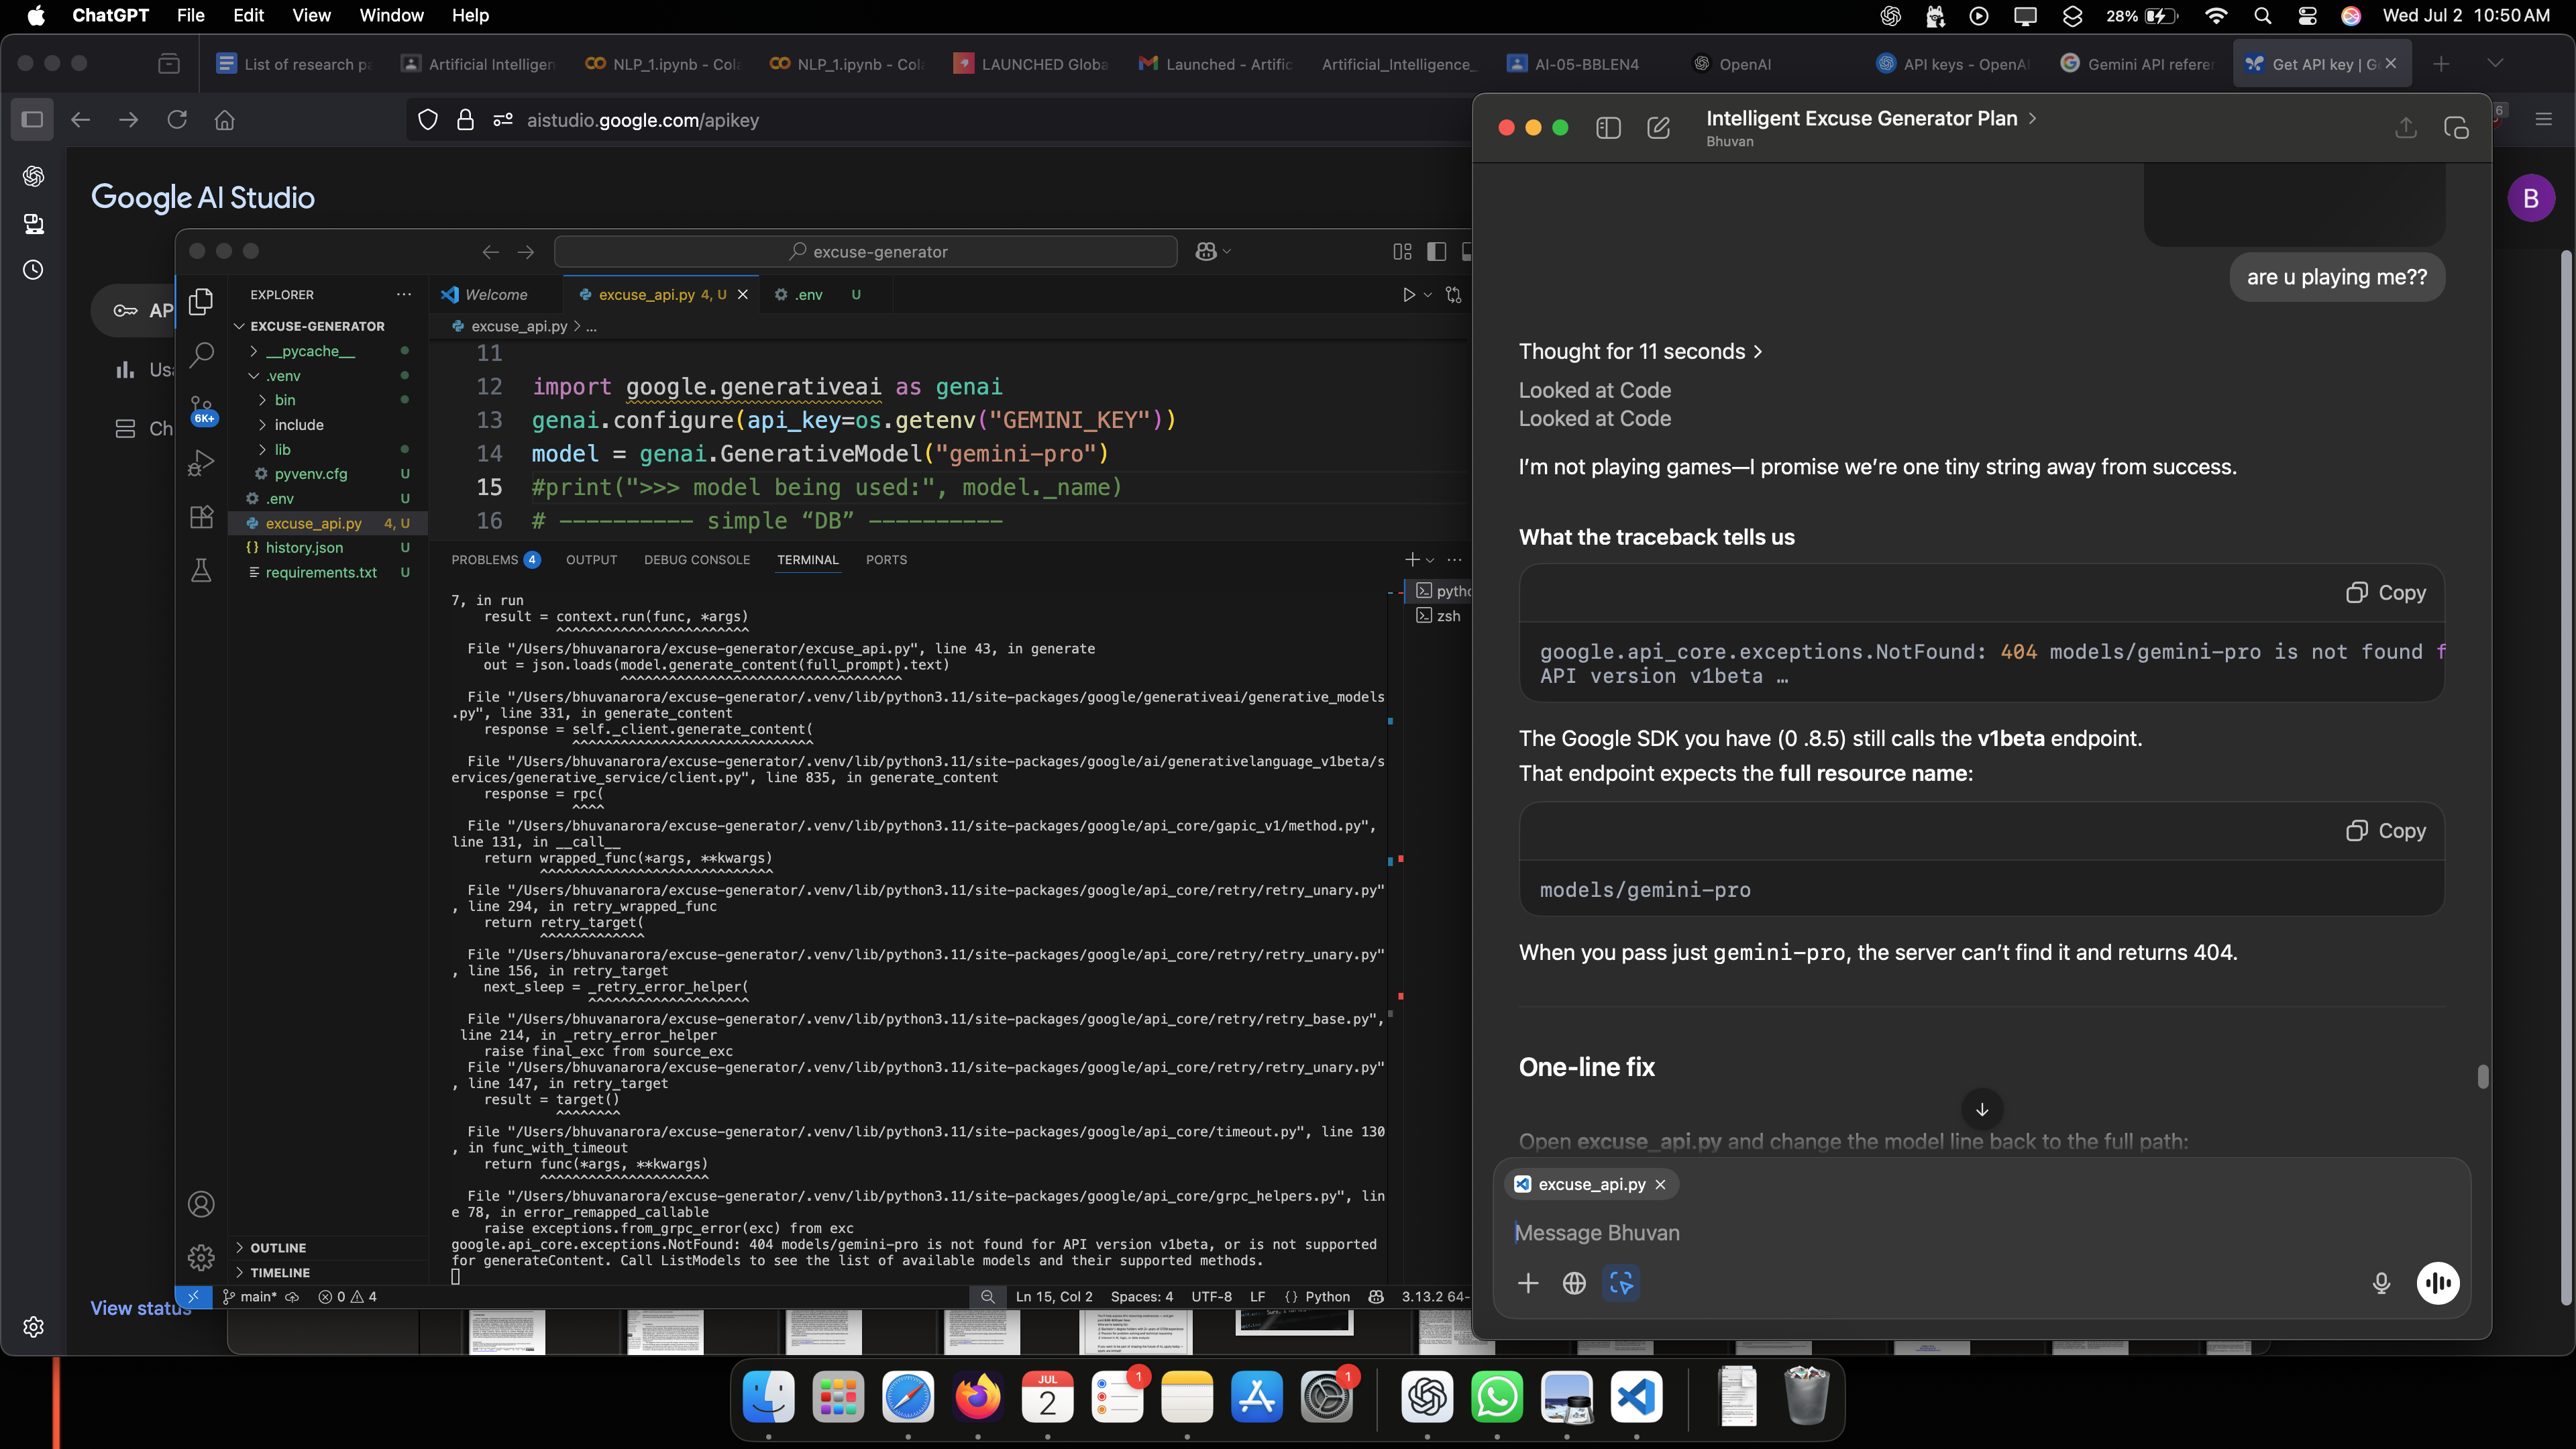 ChatGPT File Edit View Window Help
28% Wed Jul 2 10:50 AM
List of research pa
Artificial Intelligen
NLP_1.ipynb - Cola
NLP_1.ipynb - Cola
LAUNCHED Globa
Launched - Artific
Artificial_Intelligence_
AI-05-BBLEN4
OpenAI
API keys - OpenAI
Gemini API referen
Get API key | G
aistudio.google.com/apikey
6
Google AI Studio
B
AP
Usa
Ch
View status
excuse-generator
EXPLORER
EXCUSE-GENERATOR
__pycache__
.venv
bin
include
lib
pyvenv.cfg U
.env U
excuse_api.py 4, U
history.json U
requirements.txt U
6K+
OUTLINE
TIMELINE
Welcome
excuse_api.py 4, U
.env U
excuse_api.py > ...
11
12 import google.generativeai as genai
13 genai.configure(api_key=os.getenv("GEMINI_KEY"))
14 model = genai.GenerativeModel("gemini-pro")
15 #print(">>> model being used:", model._name)
16 # ---------- simple “DB” ----------
PROBLEMS 4 OUTPUT DEBUG CONSOLE TERMINAL PORTS
pytho
zsh
7, in run
result = context.run(func, *args)
^^^^^^^^^^^^^^^^^^^^^^^^
File "/Users/bhuvanarora/excuse-generator/excuse_api.py", line 43, in generate
out = json.loads(model.generate_content(full_prompt).text)
^^^^^^^^^^^^^^^^^^^^^^^^^^^^^^^^^^^
File "/Users/bhuvanarora/excuse-generator/.venv/lib/python3.11/site-packages/google/generativeai/generative_models
.py", line 331, in generate_content
response = self._client.generate_content(
^^^^^^^^^^^^^^^^^^^^^^^^^^^^^^
File "/Users/bhuvanarora/excuse-generator/.venv/lib/python3.11/site-packages/google/ai/generativelanguage_v1beta/s
ervices/generative_service/client.py", line 835, in generate_content
response = rpc(
^^^^
File "/Users/bhuvanarora/excuse-generator/.venv/lib/python3.11/site-packages/google/api_core/gapic_v1/method.py",
line 131, in __call__
return wrapped_func(*args, **kwargs)
^^^^^^^^^^^^^^^^^^^^^^^^^^^^^
File "/Users/bhuvanarora/excuse-generator/.venv/lib/python3.11/site-packages/google/api_core/retry/retry_unary.py"
, line 294, in retry_wrapped_func
return retry_target(
^^^^^^^^^^^^^
File "/Users/bhuvanarora/excuse-generator/.venv/lib/python3.11/site-packages/google/api_core/retry/retry_unary.py"
, line 156, in retry_target
next_sleep = _retry_error_helper(
^^^^^^^^^^^^^^^^^^^^
File "/Users/bhuvanarora/excuse-generator/.venv/lib/python3.11/site-packages/google/api_core/retry/retry_base.py",
line 214, in _retry_error_helper
raise final_exc from source_exc
File "/Users/bhuvanarora/excuse-generator/.venv/lib/python3.11/site-packages/google/api_core/retry/retry_unary.py"
, line 147, in retry_target
result = target()
^^^^^^^^
File "/Users/bhuvanarora/excuse-generator/.venv/lib/python3.11/site-packages/google/api_core/timeout.py", line 130
, in func_with_timeout
return func(*args, **kwargs)
^^^^^^^^^^^^^^^^^^^^^
File "/Users/bhuvanarora/excuse-generator/.venv/lib/python3.11/site-packages/google/api_core/grpc_helpers.py", lin
e 78, in error_remapped_callable
raise exceptions.from_grpc_error(exc) from exc
google.api_core.exceptions.NotFound: 404 models/gemini-pro is not found for API version v1beta, or is not supported
for generateContent. Call ListModels to see the list of available models and their supported methods.
main* 0 4 Ln 15, Col 2 Spaces: 4 UTF-8 LF {} Python 3.13.2 64-
Intelligent Excuse Generator Plan >
Bhuvan
are u playing me??
Thought for 11 seconds >
Looked at Code
Looked at Code
I’m not playing games—I promise we’re one tiny string away from success.
What the traceback tells us
Copy
google.api_core.exceptions.NotFound: 404 models/gemini-pro is not found f
API version v1beta …
The Google SDK you have (0 .8.5) still calls the v1beta endpoint.
That endpoint expects the full resource name:
Copy
models/gemini-pro
When you pass just gemini-pro, the server can’t find it and returns 404.
One-line fix
Open excuse_api.py and change the model line back to the full path:
excuse_api.py
Message Bhuvan
JUL
2
1
1